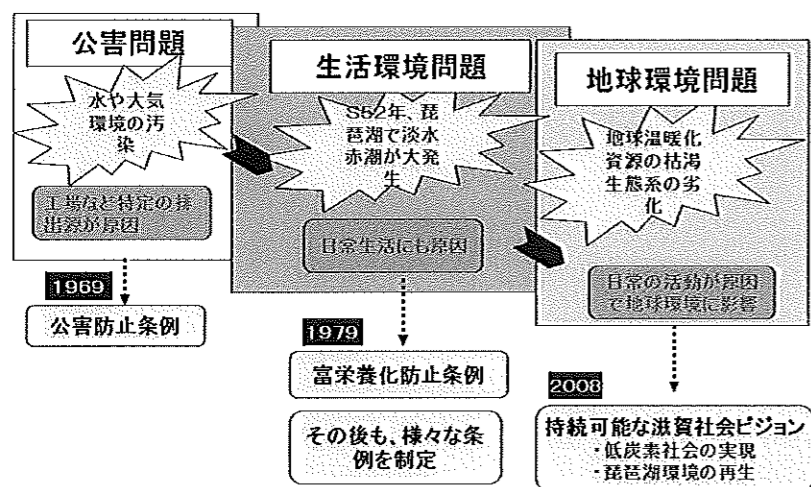 公害問題
水や大気
環境の汚
染
工場など特定の排
出源が原因
1969
公害防止条例
生活環境問題
S52年、琵
琶湖で淡水
赤潮が大発
生
日常生活にも原因
1979
富栄養化防止条例
その後も、様々な条
例を制定
地球環境問題
地球温暖化
資源の枯渇
生態系の劣
化
日常の活動が原因
で地球環境に影響
2008
持続可能な滋賀社会ビジョン
・低炭素社会の実現
・琵琶湖環境の再生